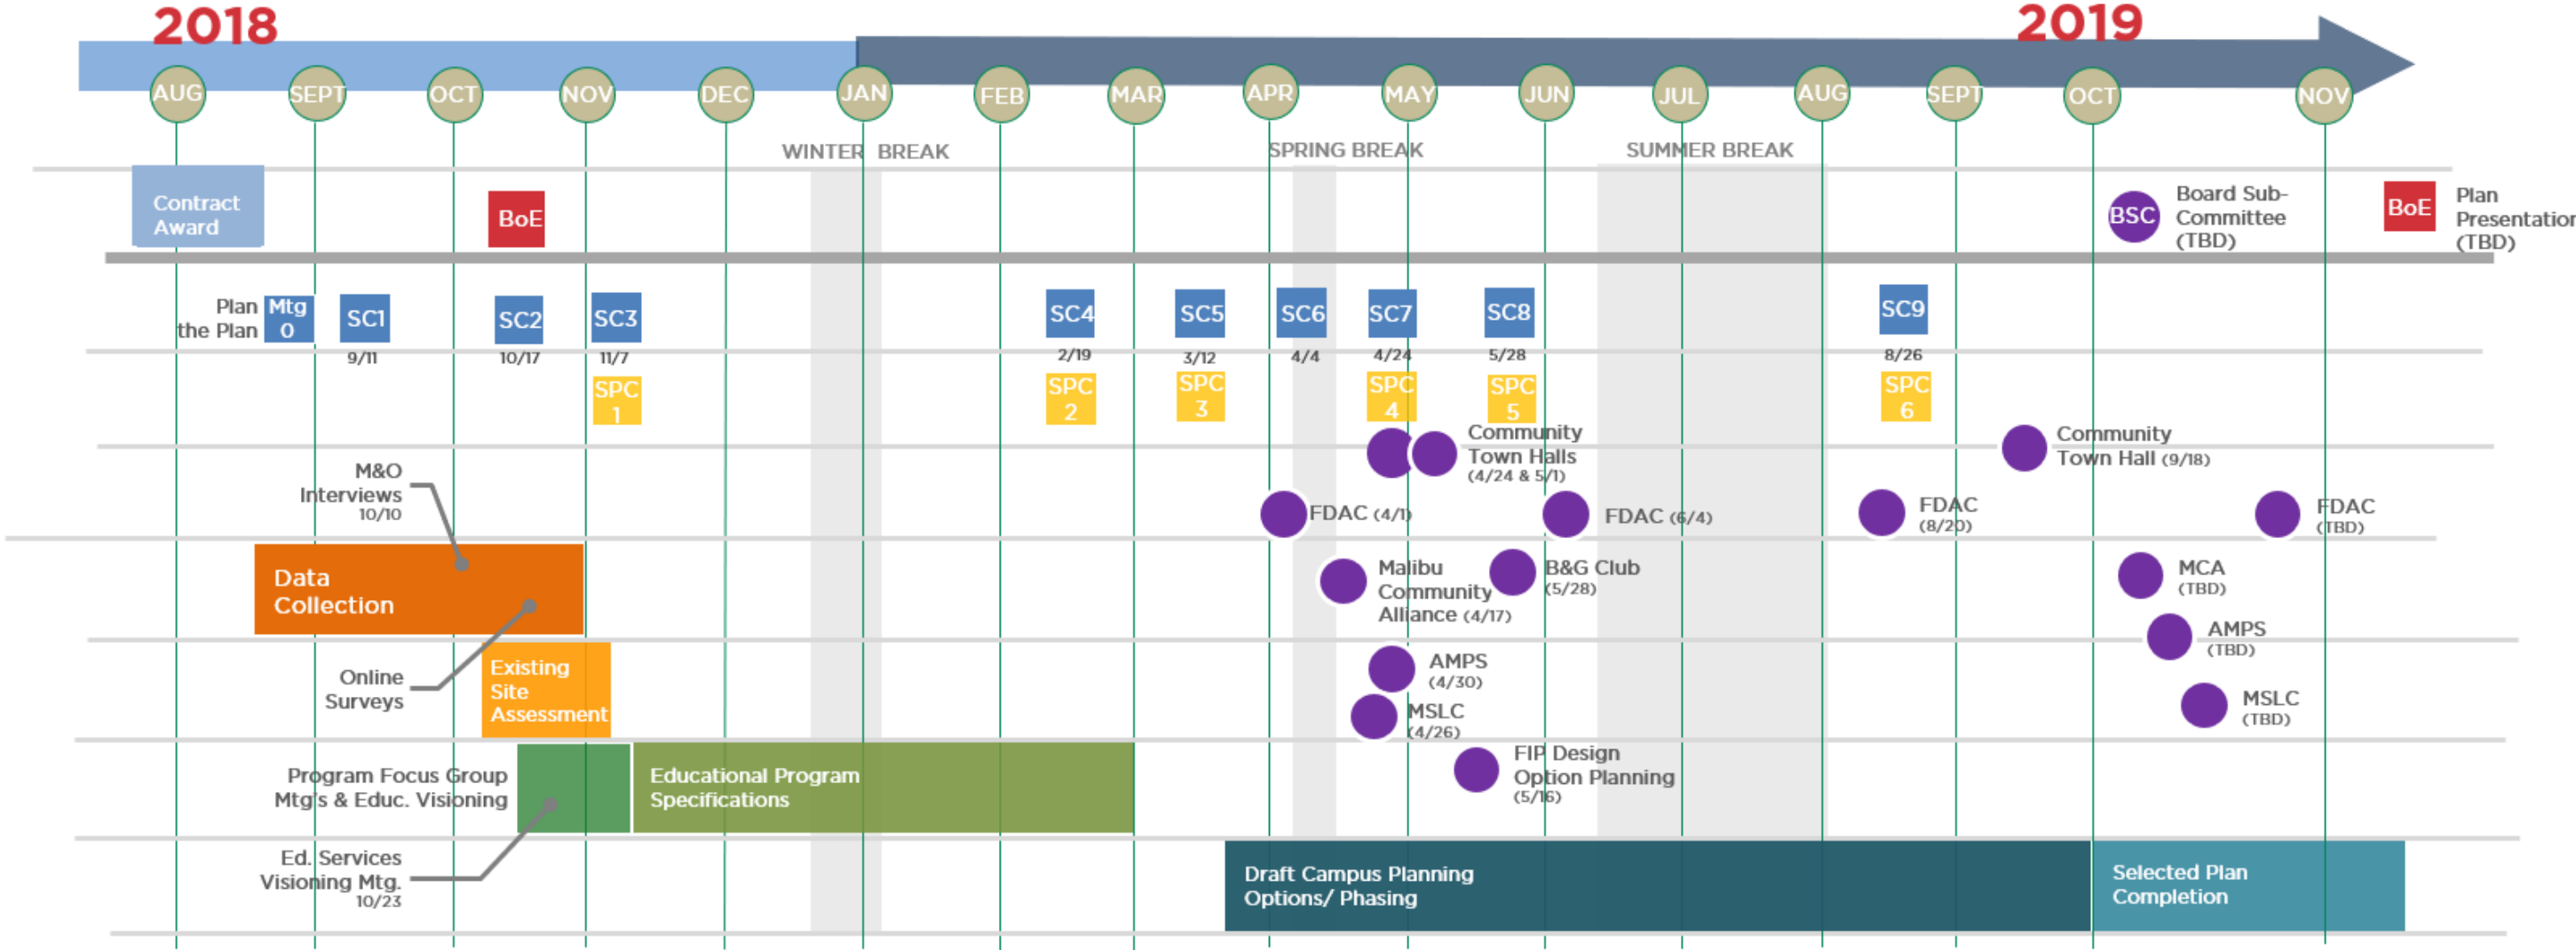 2018
2019
AUG
SEPT
OCT
NOV
DEC
JAN
FEB
MAR
APR
MAY
JUN
JUL
AUG
SEPT
OCT
NOV
WINTER BREAK
SPRING BREAK
SUMMER BREAK
Contract
Award
BoE
BSC
Board Sub-
Committee
(TBD)
BoE
Plan
Presentation
(TBD)
Plan
the Plan
Mtg
0
SC1
SC2
SC3
SC4
SC5
SC6
SC7
SC8
SC9
9/11
10/17
11/7
2/19
3/12
4/4
4/24
5/28
8/26
SPC
1
SPC
2
SPC
3
SPC
4
SPC
5
SPC
6
Community
Town Halls
(4/24 & 5/1)
Community
Town Hall (9/18)
M&O
Interviews
10/10
FDAC (4/1)
FDAC (6/4)
FDAC
(8/20)
FDAC
(TBD)
Data
Collection
Malibu
Community
Alliance (4/17)
B&G Club
(5/28)
MCA
(TBD)
AMPS
(TBD)
Online
Surveys
Existing
Site
Assessment
AMPS
(4/30)
MSLC
(4/26)
MSLC
(TBD)
Program Focus Group
Mtg's & Educ. Visioning
Educational Program
Specifications
FIP Design
Option Planning
(5/16)
Ed. Services
Visioning Mtg.
10/23
Draft Campus Planning
Options/ Phasing
Selected Plan
Completion